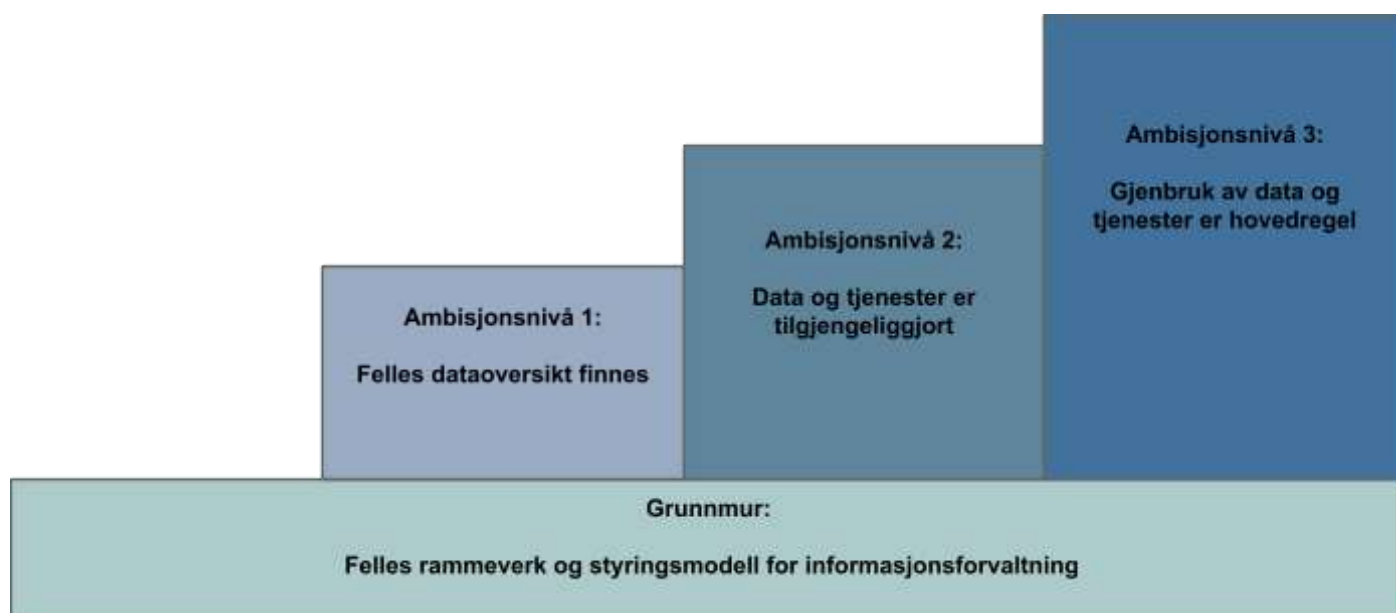 Ambisjonsnivå 1:
Felles dataoversikt finnes
Ambisjonsnivå 2:
Data og tjenester er
tilgjengeliggjort
Ambisjonsnivå 3:
Gjenbruk av data og
tjenester er hovedregel
Grunnmur:
Felles rammeverk og styringsmodell for informasjonsforvaltning